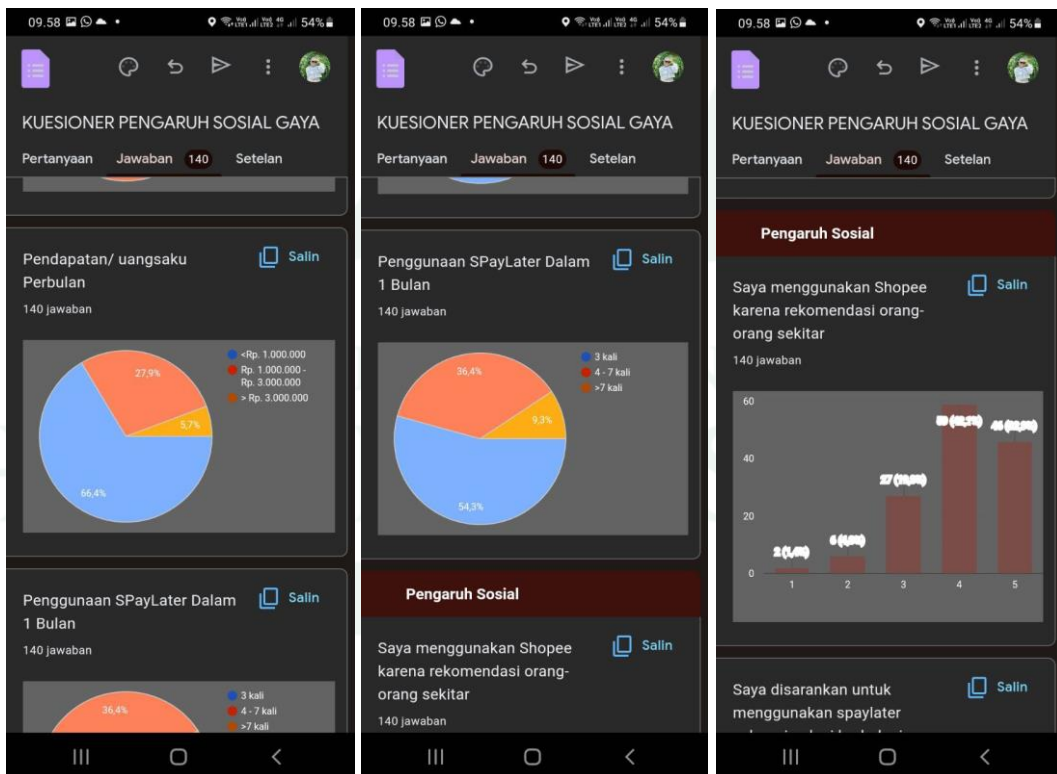 09.58
54%
KUESIONER PENGARUH SOSIAL GAYA
Pertanyaan Jawaban 140 Setelan
Pendapatan/ uangsaku
Perbulan
Salin
140 jawaban
<Rp. 1.000.000
Rp. 1.000.000 -
Rp. 3.000.000
> Rp. 3.000.000
27,9%
5,7%
66,4%
Penggunaan SPayLater Dalam
1 Bulan
Salin
140 jawaban
3 kali
4 - 7 kali
>7 kali
36,4%
09.58
54%
KUESIONER PENGARUH SOSIAL GAYA
Pertanyaan Jawaban 140 Setelan
Penggunaan SPayLater Dalam
1 Bulan
Salin
140 jawaban
3 kali
4 - 7 kali
>7 kali
36,4%
9,3%
54,3%
Pengaruh Sosial
Saya menggunakan Shopee
karena rekomendasi orang-
orang sekitar
Salin
140 jawaban
09.58
54%
KUESIONER PENGARUH SOSIAL GAYA
Pertanyaan Jawaban 140 Setelan
Pengaruh Sosial
Saya menggunakan Shopee
karena rekomendasi orang-
orang sekitar
Salin
140 jawaban
60
40
20
0
2 (1,4%)
1
2
3
4
5
Saya disarankan untuk
menggunakan spaylater
Salin